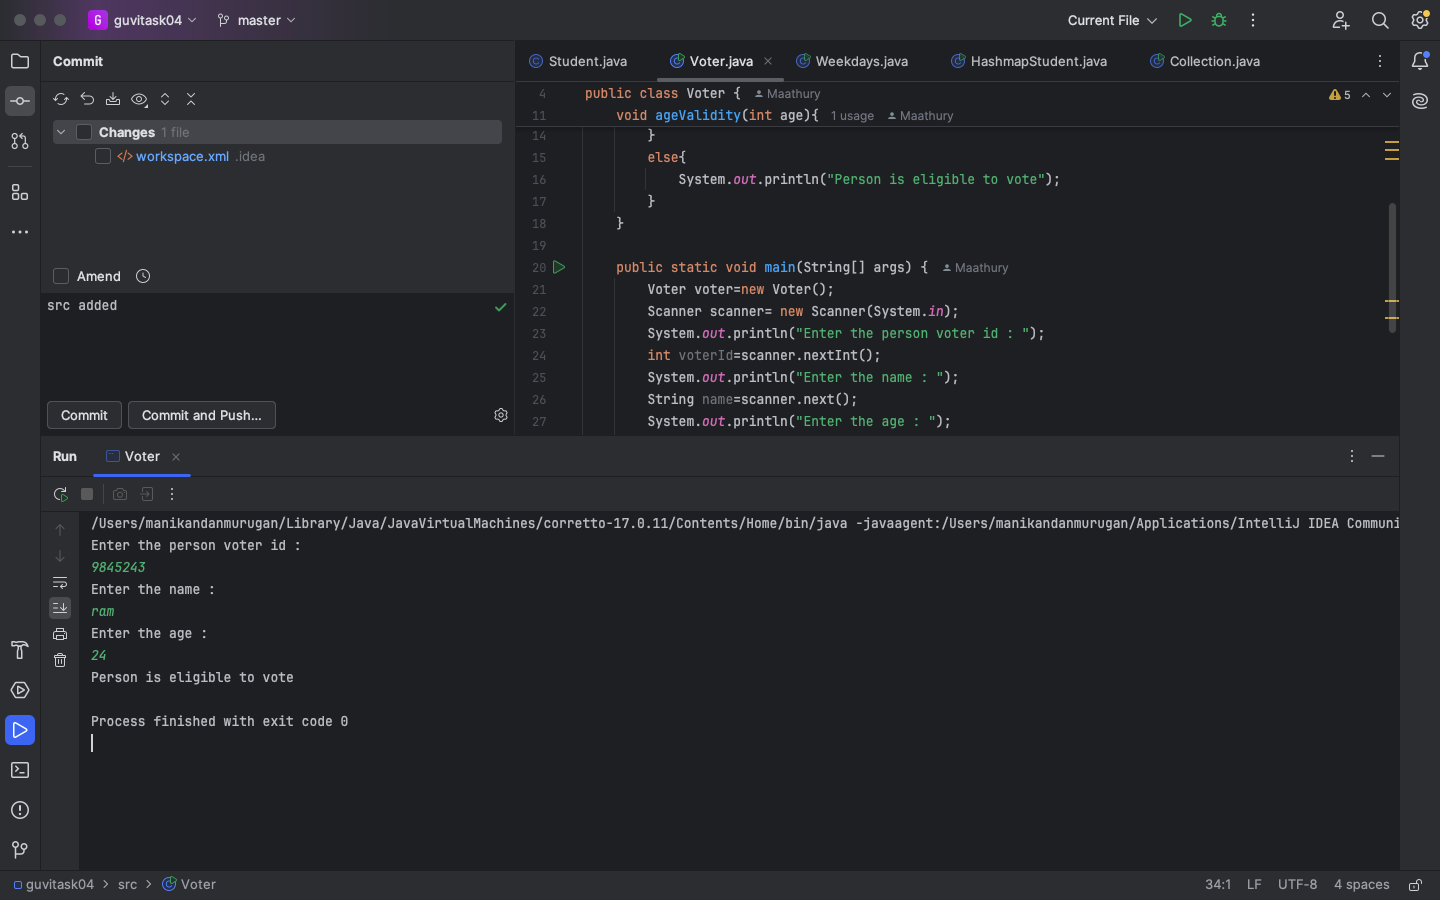 G guvitask04 master Current File
Commit
Changes 1 file
workspace.xml .idea
Amend
src added
Commit Commit and Push...
Student.java Voter.java Weekdays.java HashmapStudent.java Collection.java
4 public class Voter { Maathury 5
11 void ageValidity(int age){ 1 usage Maathury
14 }
15 else{
16 System.out.println("Person is eligible to vote");
17 }
18 }
19
20 public static void main(String[] args) { Maathury
21 Voter voter=new Voter();
22 Scanner scanner= new Scanner(System.in);
23 System.out.println("Enter the person voter id : ");
24 int voterId=scanner.nextInt();
25 System.out.println("Enter the name : ");
26 String name=scanner.next();
27 System.out.println("Enter the age : ");
Run Voter
/Users/manikandanmurugan/Library/Java/JavaVirtualMachines/corretto-17.0.11/Contents/Home/bin/java -javaagent:/Users/manikandanmurugan/Applications/IntelliJ IDEA Communi
Enter the person voter id :
9845243
Enter the name :
ram
Enter the age :
24
Person is eligible to vote
Process finished with exit code 0
guvitask04 > src > Voter 34:1 LF UTF-8 4 spaces